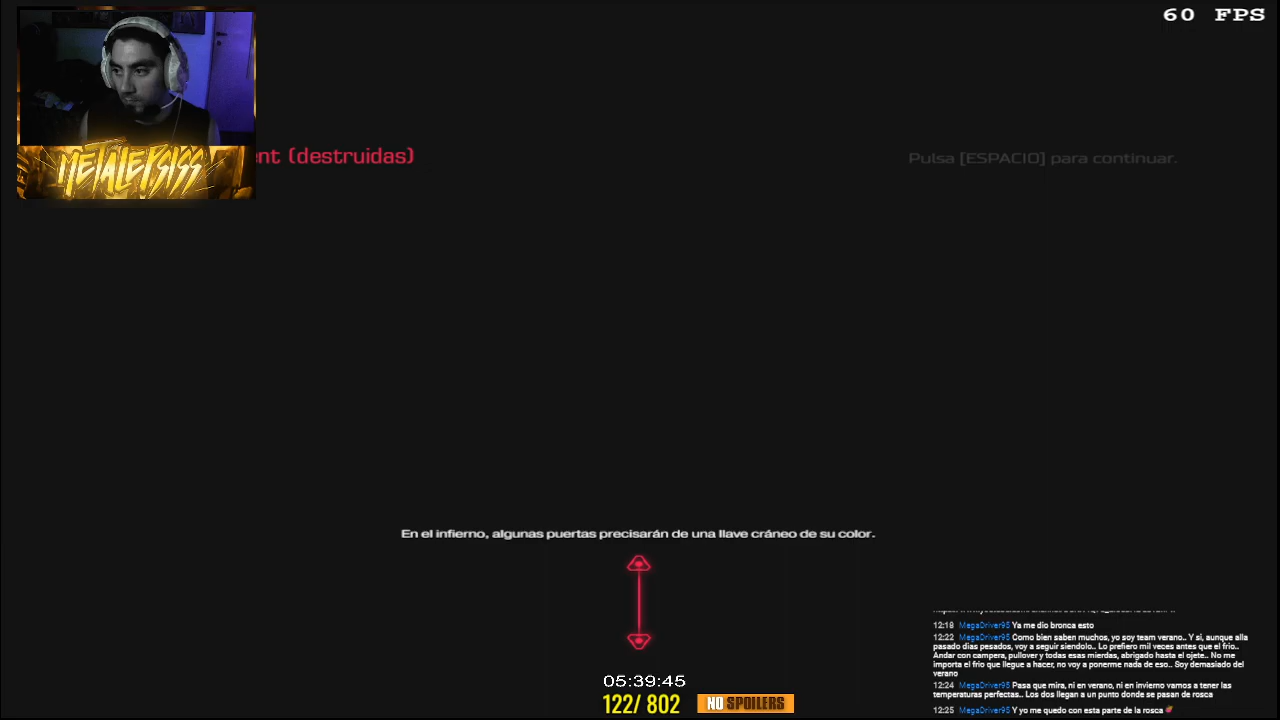 60 FPS
METALEPSISS
ent (destruidas)
Pulsa [ESPACIO] para continuar.
En el infierno, algunas puertas precisarán de una llave cráneo de su color.
05:39:45
122/ 802
NO SPOILERS
12:18 MegaDriver95 Ya me dio bronca esto
12:22 MegaDriver95 Como bien saben muchos, yo soy team verano.. Y si, aunque alla
pasado dias pesados, voy a seguir siendolo.. Lo prefiero mil veces antes que el frio..
Andar con campera, pullover y todas esas mierdas, abrigado hasta el ojete.. No me
importa el frio que llegue a hacer, no voy a ponerme nada de eso.. Soy demasiado del
verano
12:24 MegaDriver95 Pasa que mira, ni en verano, ni en invierno vamos a tener las
temperaturas perfectas.. Los dos llegan a un punto donde se pasan de rosca
12:25 MegaDriver95 Y yo me quedo con esta parte de la rosca